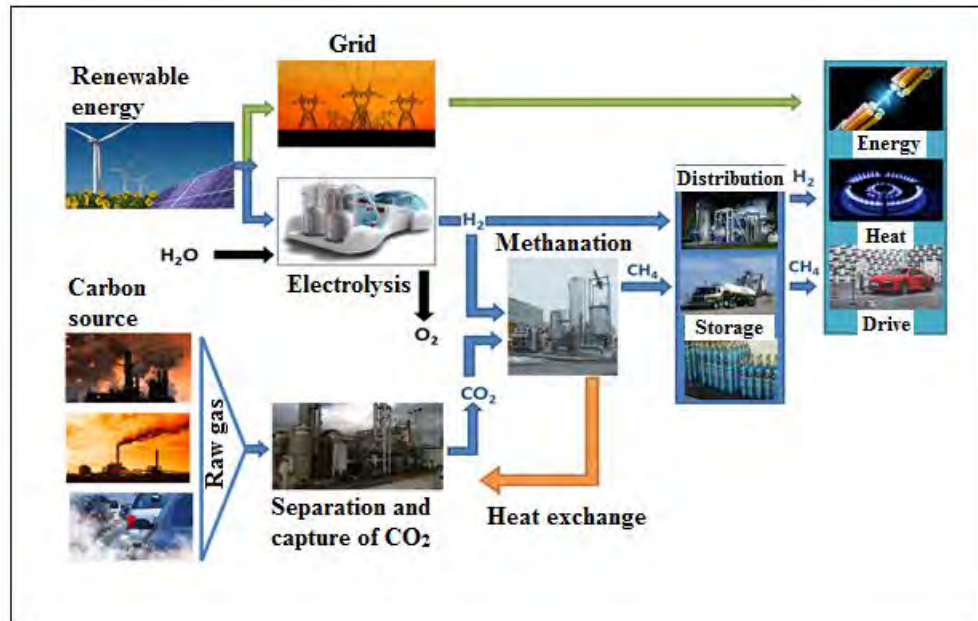 Grid
Renewable
energy
Energy
Distribution
H₂
H₂
Heat
H₂O
Methanation
Electrolysis
CH₄
CH₄
Carbon
source
O₂
Storage
Drive
CO₂
Raw gas
Separation and
capture of CO₂
Heat exchange